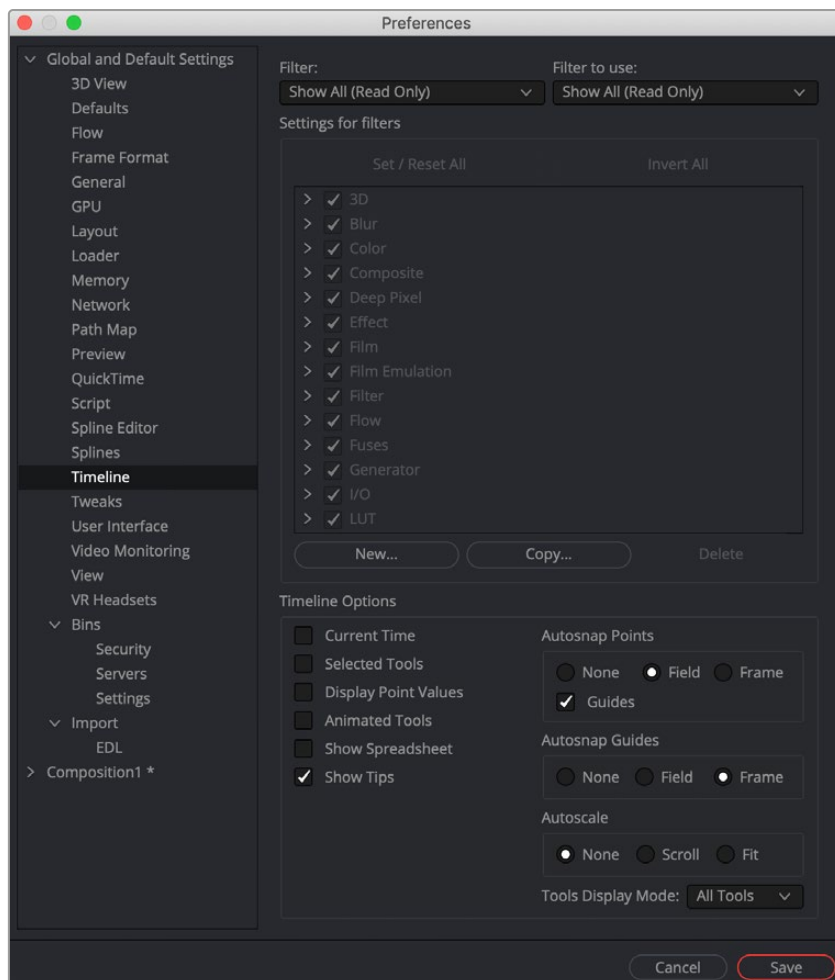 Preferences
Global and Default Settings
3D View
Defaults
Flow
Frame Format
General
GPU
Layout
Loader
Memory
Network
Path Map
Preview
QuickTime
Script
Spline Editor
Splines
Timeline
Tweaks
User Interface
Video Monitoring
View
VR Headsets
Bins
Security
Servers
Settings
Import
EDL
Composition1 *
Filter:
Show All (Read Only)
Filter to use:
Show All (Read Only)
Settings for filters
Set / Reset All
Invert All
3D
Blur
Color
Composite
Deep Pixel
Effect
Film
Film Emulation
Filter
Flow
Fuses
Generator
I/O
LUT
New...
Copy...
Delete
Timeline Options
Current Time
Selected Tools
Display Point Values
Animated Tools
Show Spreadsheet
Show Tips
Autosnap Points
None Field Frame
Guides
Autosnap Guides
None Field Frame
Autoscale
None Scroll Fit
Tools Display Mode: All Tools
Cancel
Save